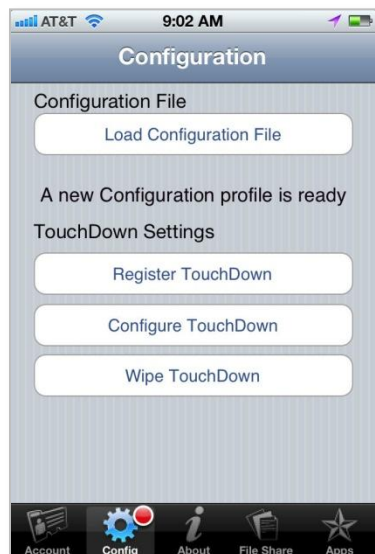 AT&T 9:02 AM
Configuration
Configuration File
Load Configuration File
A new Configuration profile is ready
TouchDown Settings
Register TouchDown
Configure TouchDown
Wipe TouchDown
Account Config About File Share Apps